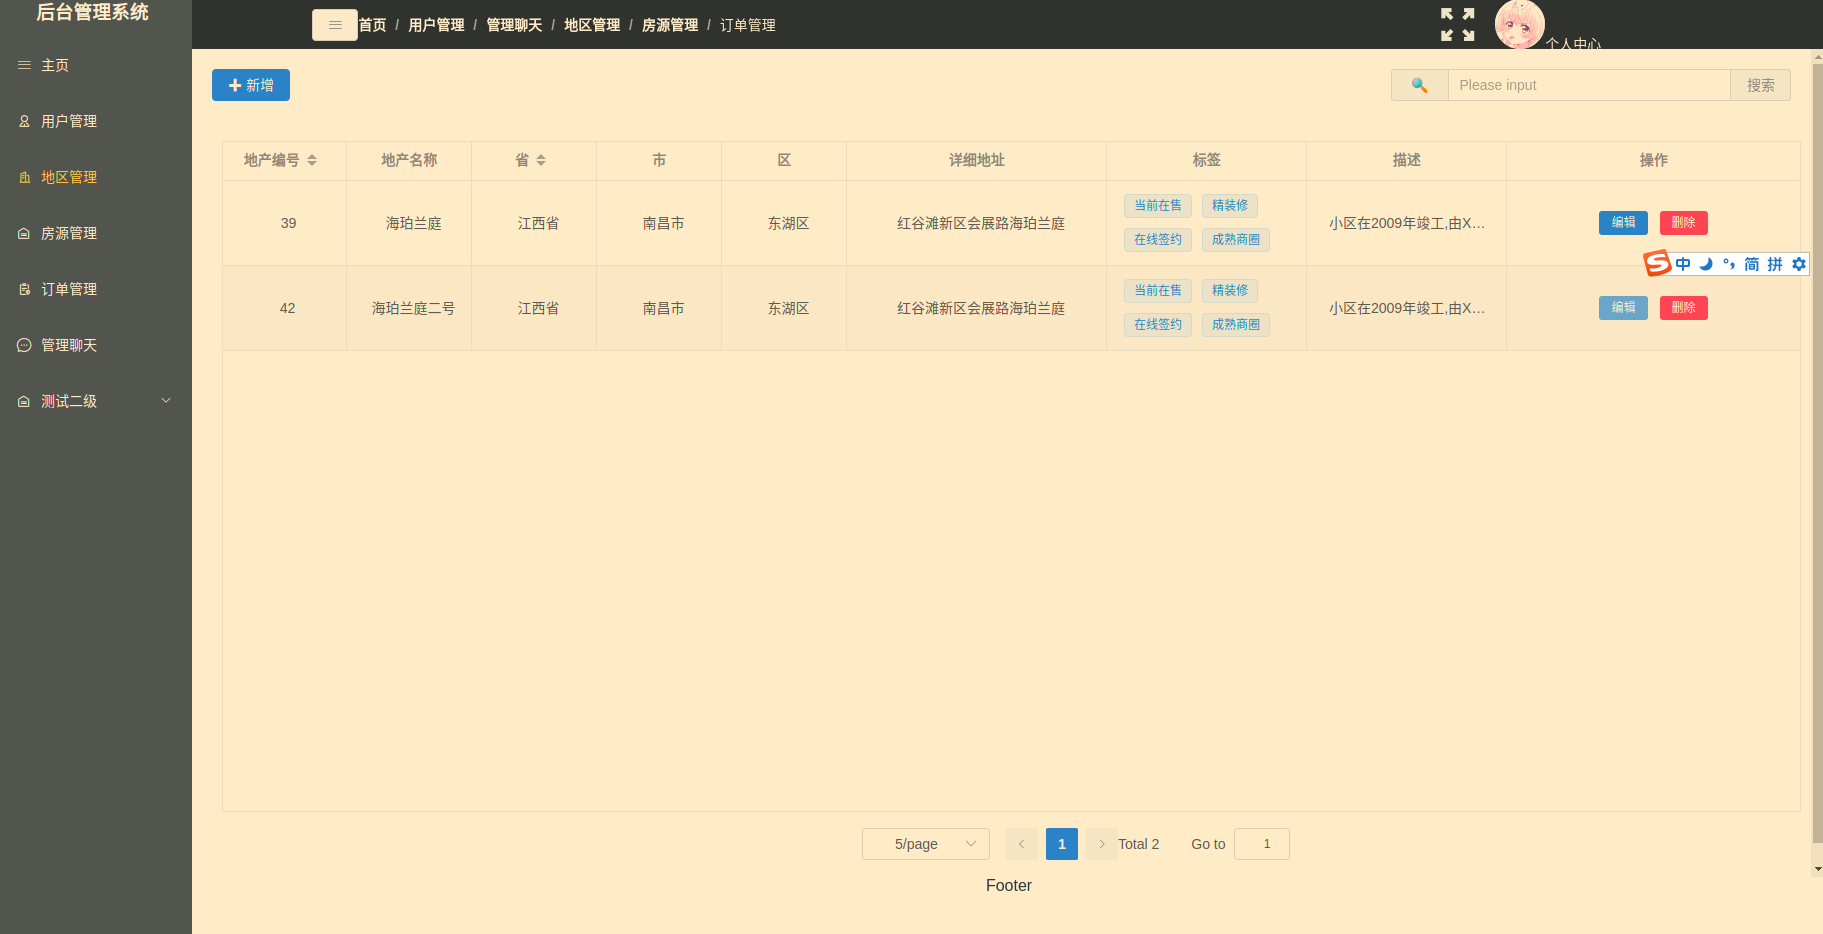 后台管理系统
主页
用户管理
地区管理
房源管理
订单管理
管理聊天
测试二级
首页 / 用户管理 / 管理聊天 / 地区管理 / 房源管理 / 订单管理
个人中心
新增
Please input
搜索
地产编号 地产名称 省 市 区 详细地址 标签 描述 操作
39 海珀兰庭 江西省 南昌市 东湖区 红谷滩新区会展路海珀兰庭 当前在售 精装修 在线签约 成熟商圈 小区在2009年竣工,由X… 编辑 删除
中 简 拼
42 海珀兰庭二号 江西省 南昌市 东湖区 红谷滩新区会展路海珀兰庭 当前在售 精装修 在线签约 成熟商圈 小区在2009年竣工,由X… 编辑 删除
5/page 1 Total 2 Go to 1
Footer